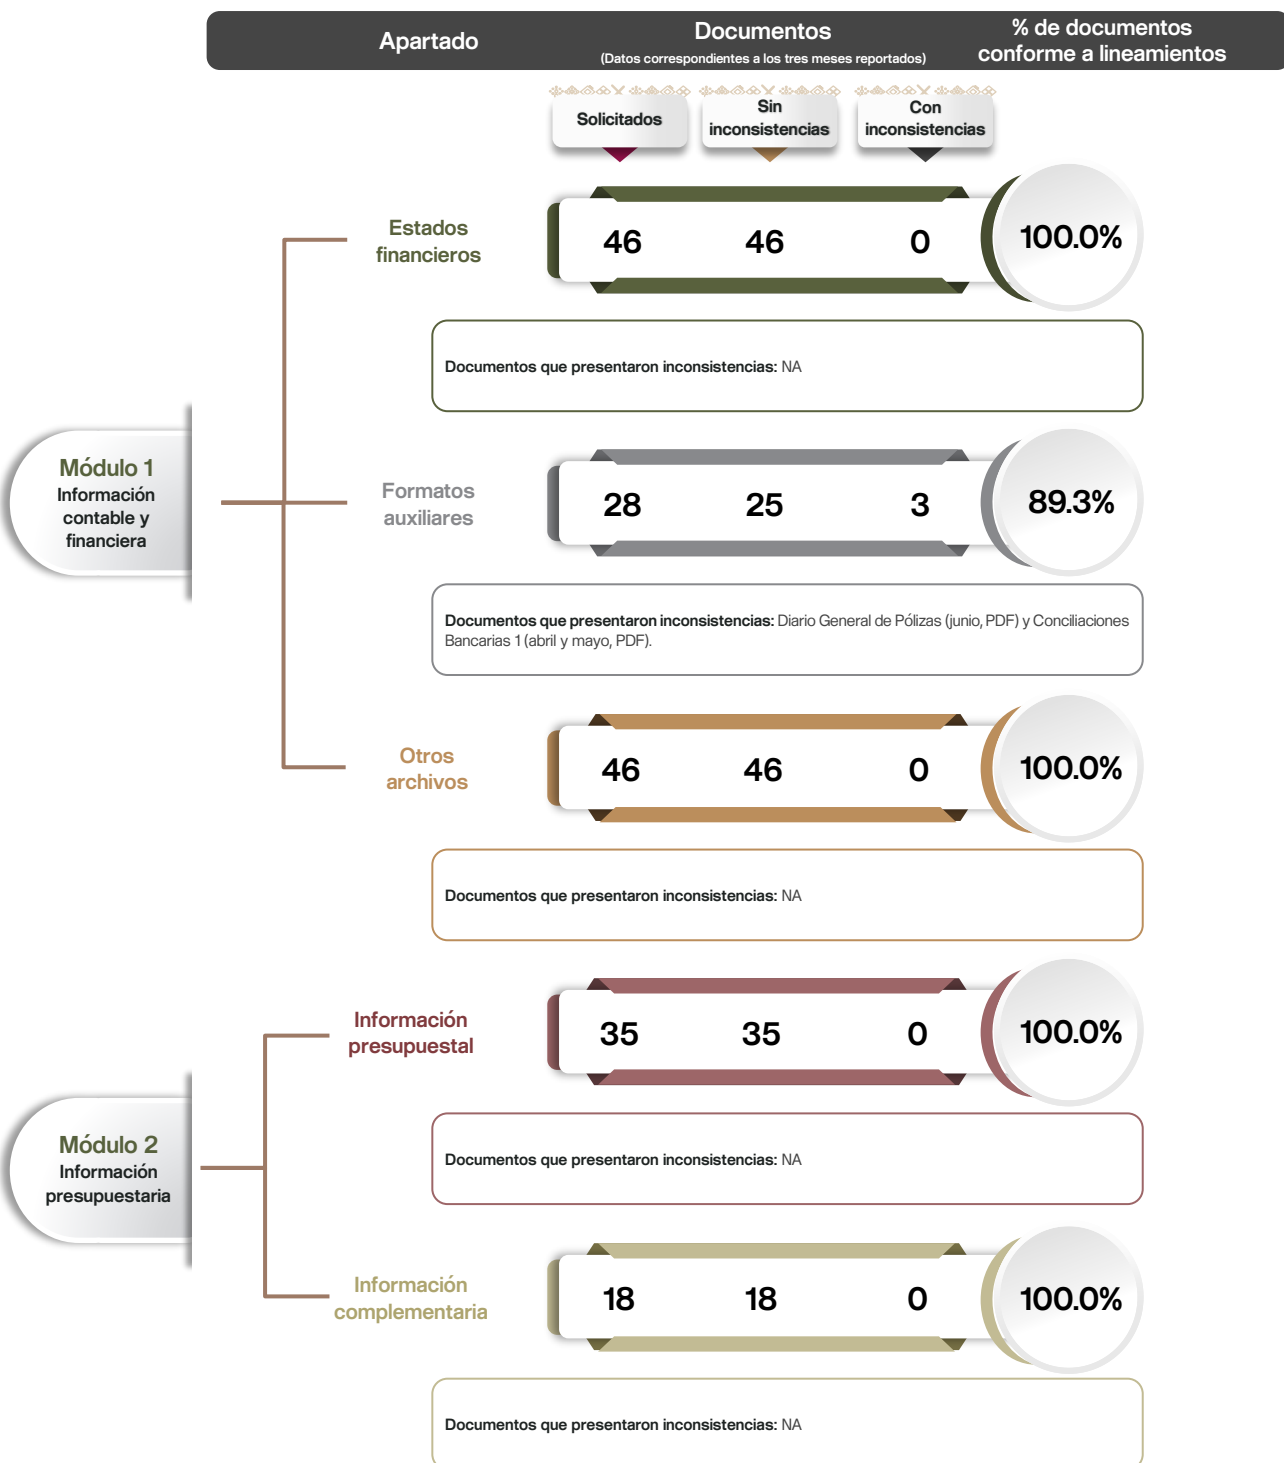 Apartado
Documentos
(Datos correspondientes a los tres meses reportados)
% de documentos
conforme a lineamientos
Solicitados
Sin
inconsistencias
Con
inconsistencias
Módulo 1
Información
contable y
financiera
Estados
financieros
46 46 0 100.0%
Documentos que presentaron inconsistencias: NA
Formatos
auxiliares
28 25 3 89.3%
Documentos que presentaron inconsistencias: Diario General de Pólizas (junio, PDF) y Conciliaciones
Bancarias 1 (abril y mayo, PDF).
Otros
archivos
46 46 0 100.0%
Documentos que presentaron inconsistencias: NA
Módulo 2
Información
presupuestaria
Información
presupuestal
35 35 0 100.0%
Documentos que presentaron inconsistencias: NA
Información
complementaria
18 18 0 100.0%
Documentos que presentaron inconsistencias: NA